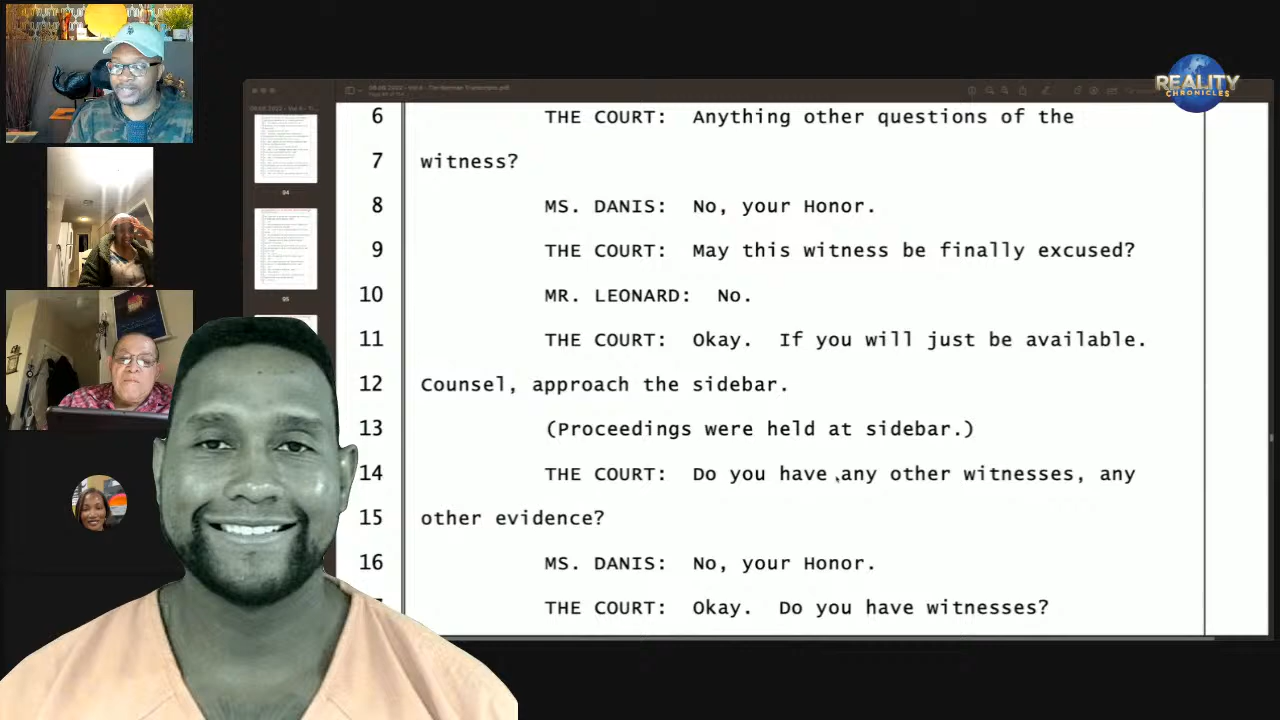 REALITY
CHRONICLES
94
95
6 THE COURT: Anything other question of the
7 witness?
8 MS. DANIS: No, your Honor.
9 THE COURT: May this witness be finally excused?
10 MR. LEONARD: No.
11 THE COURT: Okay. If you will just be available.
12 Counsel, approach the sidebar.
13 (Proceedings were held at sidebar.)
14 THE COURT: Do you have any other witnesses, any
15 other evidence?
16 MS. DANIS: No, your Honor.
THE COURT: Okay. Do you have witnesses?